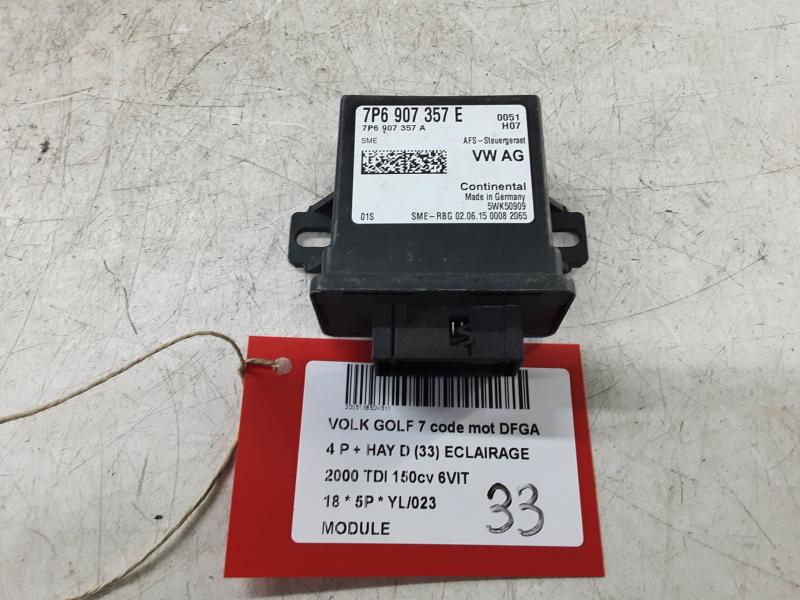 7P6 907 357 E 0051
7P6 907 357 A H07
SME AFS-Steuergeraet
VW AG
Continental
Made in Germany
5WK50909
01S SME-RBG 02.06.15 0008 2065
VOLK GOLF 7 code mot DFGA
4 P + HAY D (33) ECLAIRAGE
2000 TDI 150cv 6VIT
18 * 5P * YL/023
MODULE
33